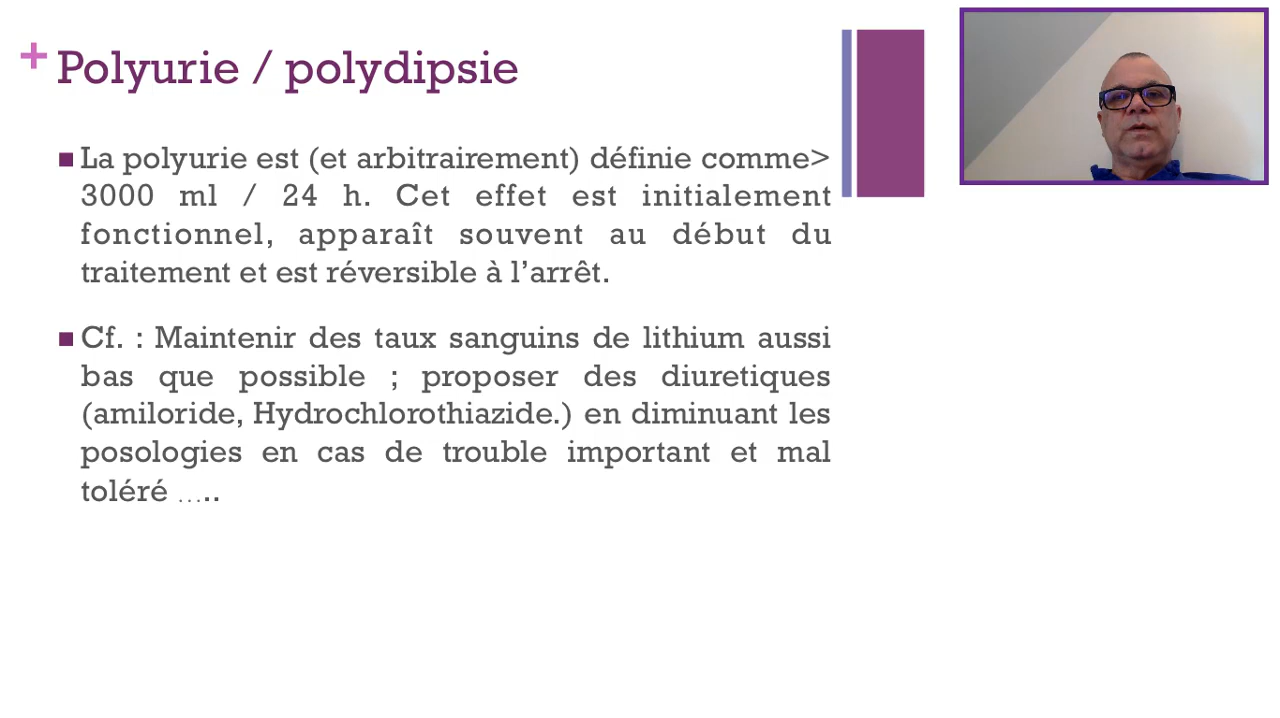 + Polyurie / polydipsie
La polyurie est (et arbitrairement) définie comme>
3000 ml / 24 h. Cet effet est initialement
fonctionnel, apparaît souvent au début du
traitement et est réversible à l’arrêt.
Cf. : Maintenir des taux sanguins de lithium aussi
bas que possible ; proposer des diuretiques
(amiloride, Hydrochlorothiazide.) en diminuant les
posologies en cas de trouble important et mal
toléré …..